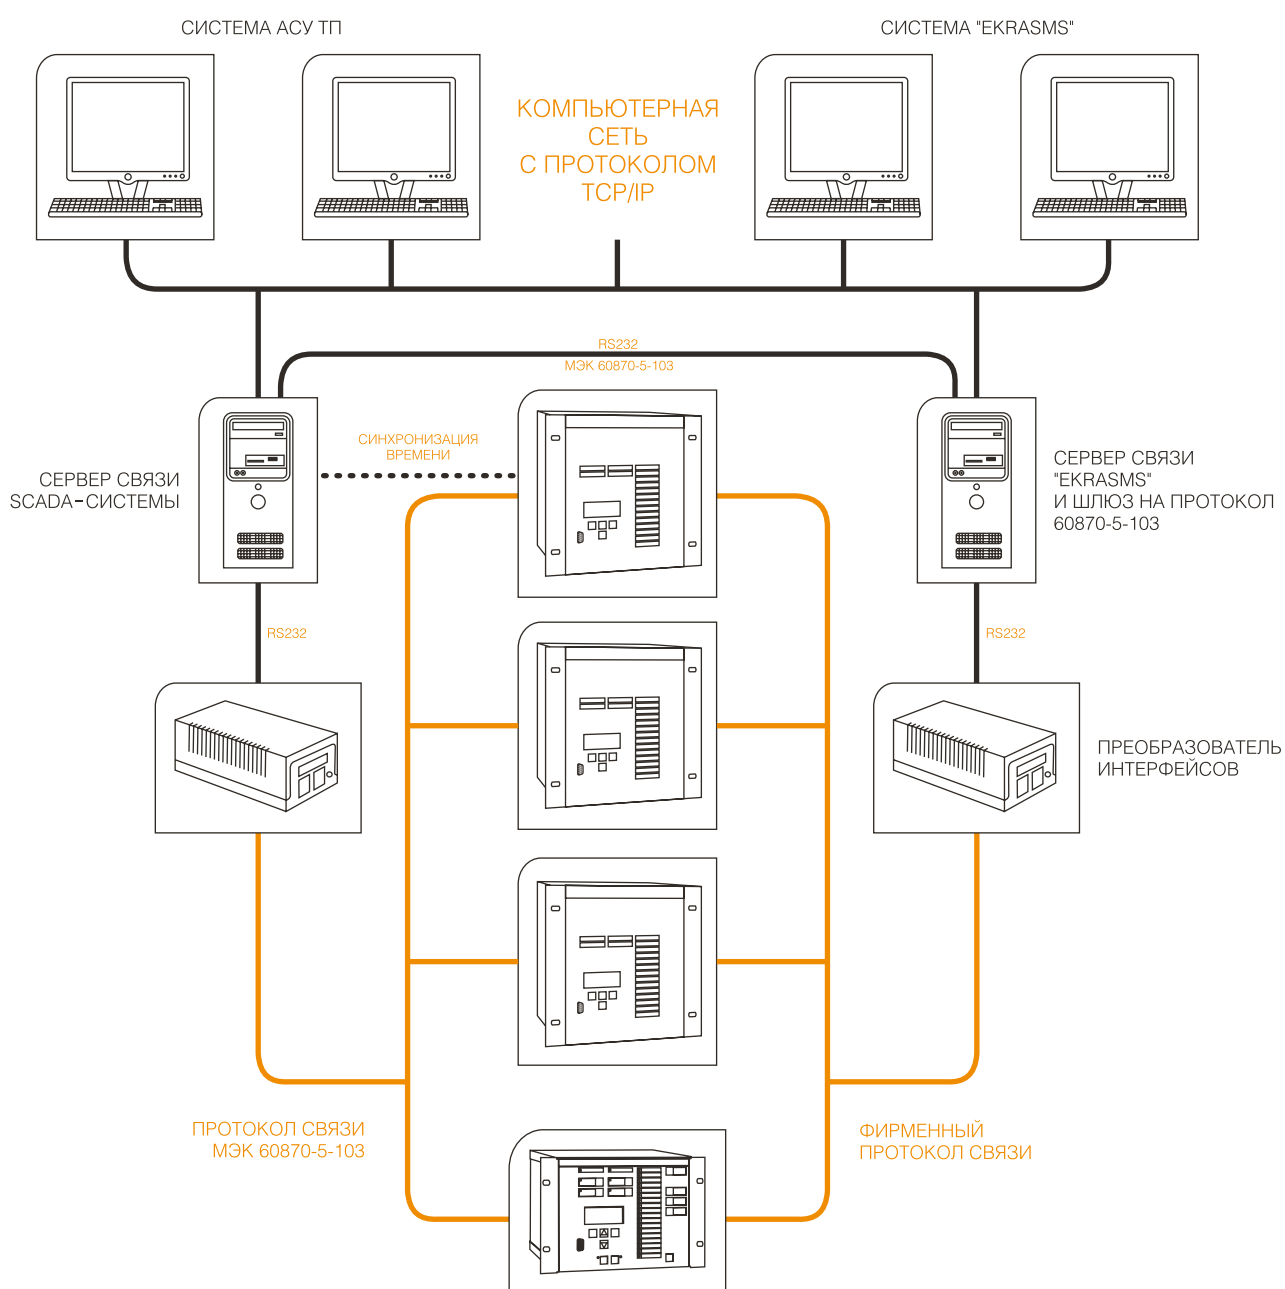 СИСТЕМА АСУ ТП
СИСТЕМА "EKRASMS"
КОМПЬЮТЕРНАЯ
СЕТЬ
С ПРОТОКОЛОМ
TCP/IP
RS232
МЭК 60870-5-103
СИНХРОНИЗАЦИЯ
ВРЕМЕНИ
СЕРВЕР СВЯЗИ
SCADA-СИСТЕМЫ
СЕРВЕР СВЯЗИ
"EKRASMS"
И ШЛЮЗ НА ПРОТОКОЛ
60870-5-103
RS232
RS232
ПРЕОБРАЗОВАТЕЛЬ
ИНТЕРФЕЙСОВ
ПРОТОКОЛ СВЯЗИ
МЭК 60870-5-103
ФИРМЕННЫЙ
ПРОТОКОЛ СВЯЗИ